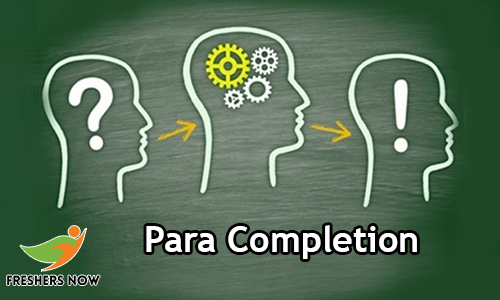 ?
!
Para Completion
FRESHERS NOW